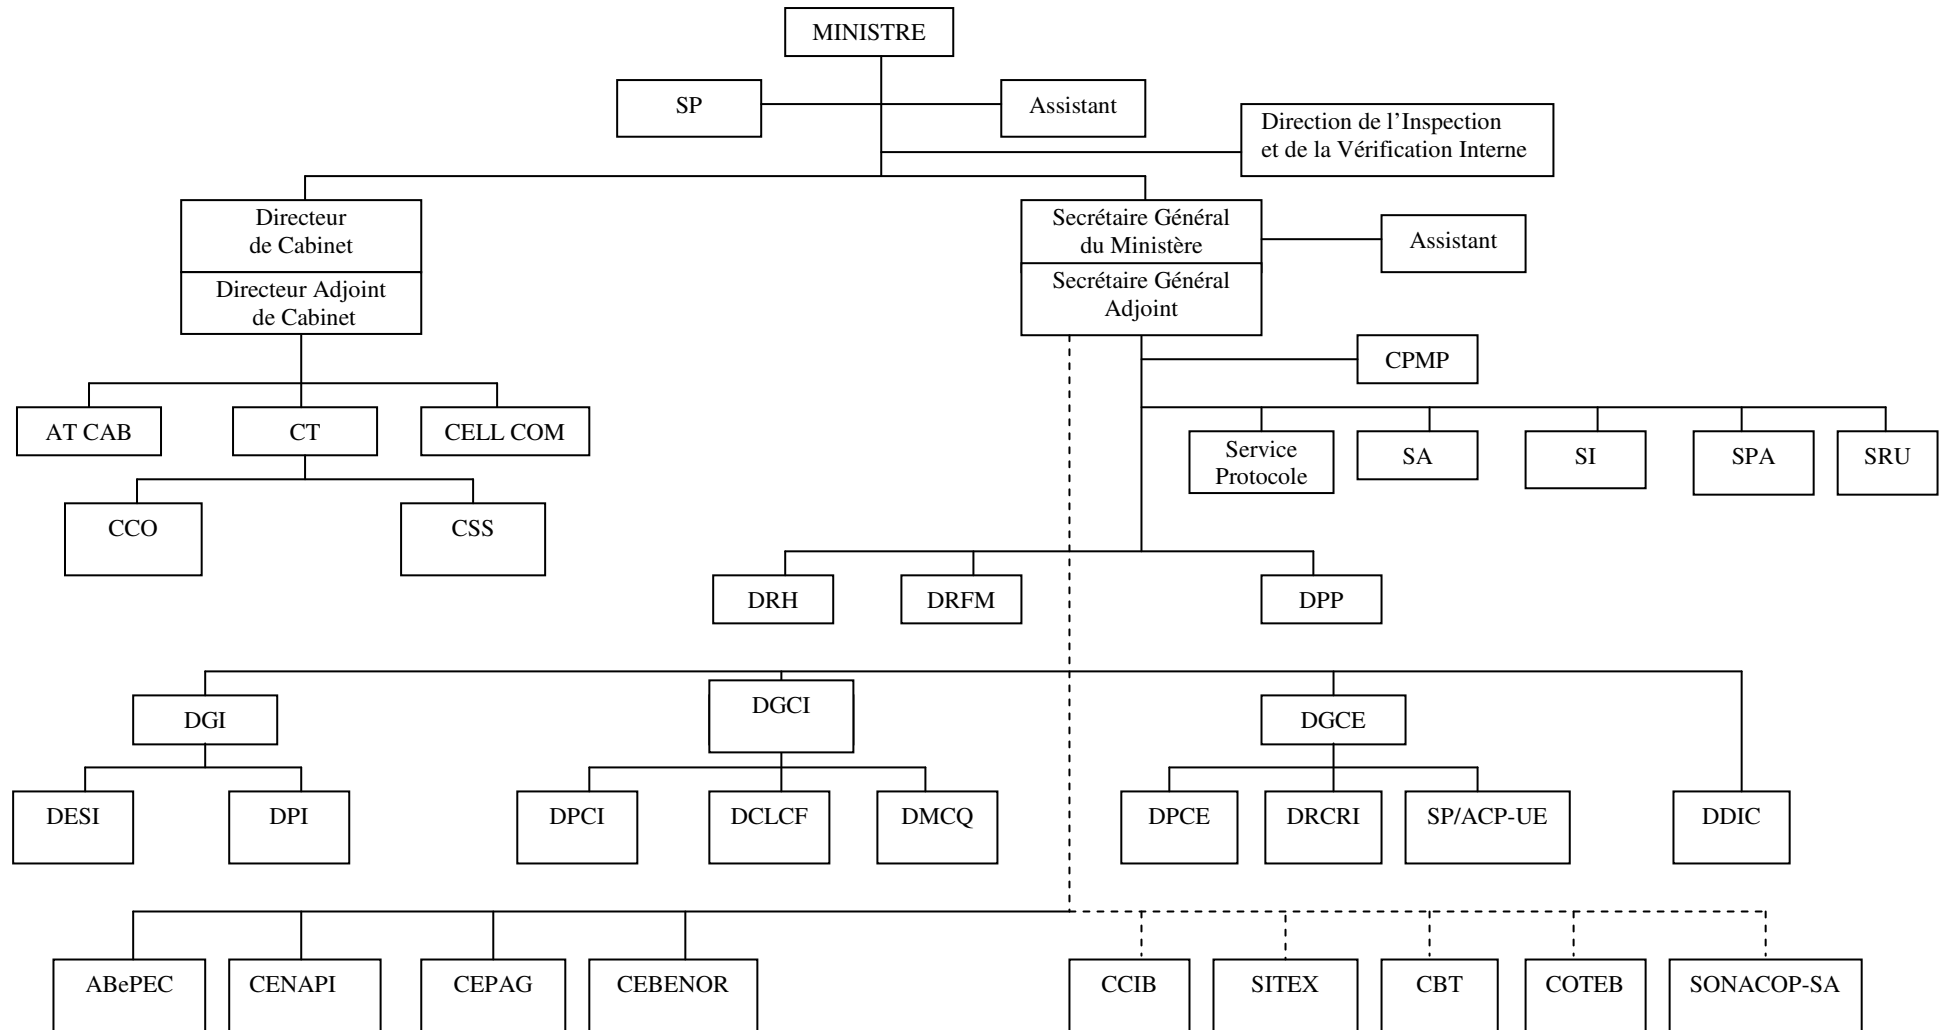 MINISTRE
SP
Assistant
Direction de l’Inspection
et de la Vérification Interne
Directeur
de Cabinet
Directeur Adjoint
de Cabinet
Secrétaire Général
du Ministère
Secrétaire Général
Adjoint
Assistant
CPMP
AT CAB
CT
CELL COM
Service
Protocole
SA
SI
SPA
SRU
CCO
CSS
DRH
DRFM
DPP
DGI
DGCI
DGCE
DESI
DPI
DPCI
DCLCF
DMCQ
DPCE
DRCRI
SP/ACP-UE
DDIC
ABePEC
CENAPI
CEPAG
CEBENOR
CCIB
SITEX
CBT
COTEB
SONACOP-SA